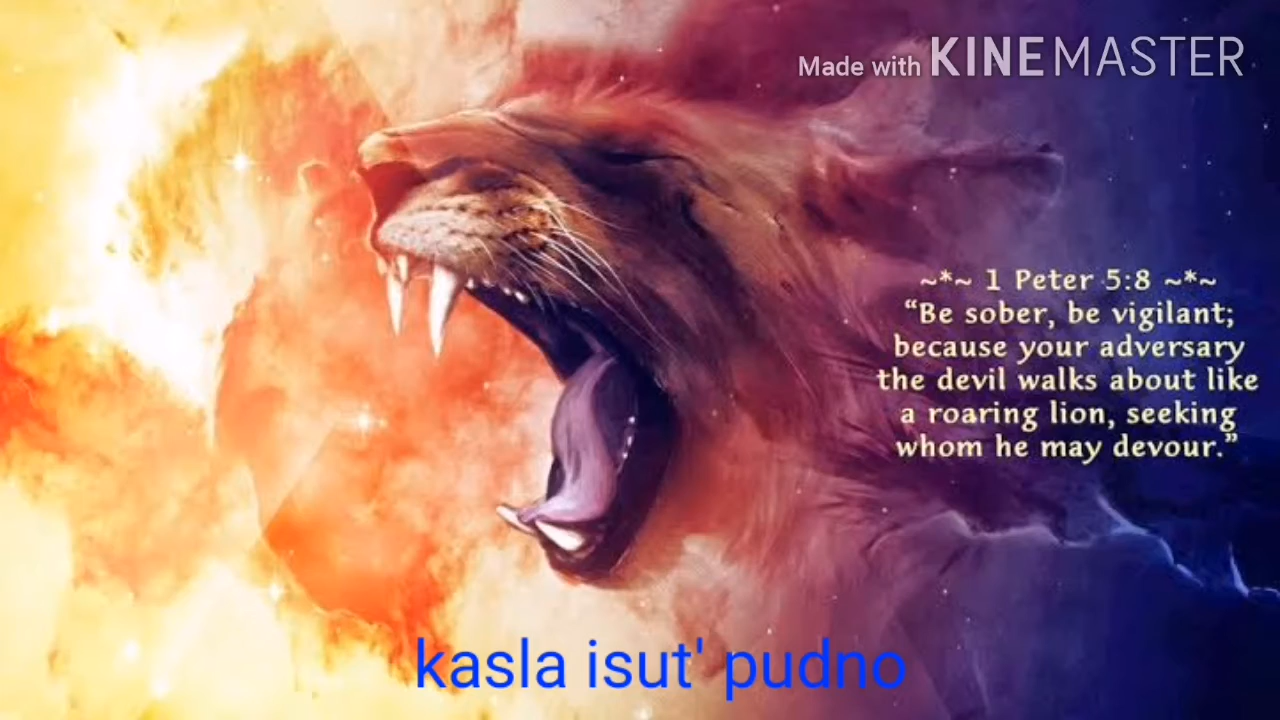 Made with KINEMASTER
~*~ 1 Peter 5:8 ~*~
“Be sober, be vigilant;
because your adversary
the devil walks about like
a roaring lion, seeking
whom he may devour.”
kasla isut' pudno